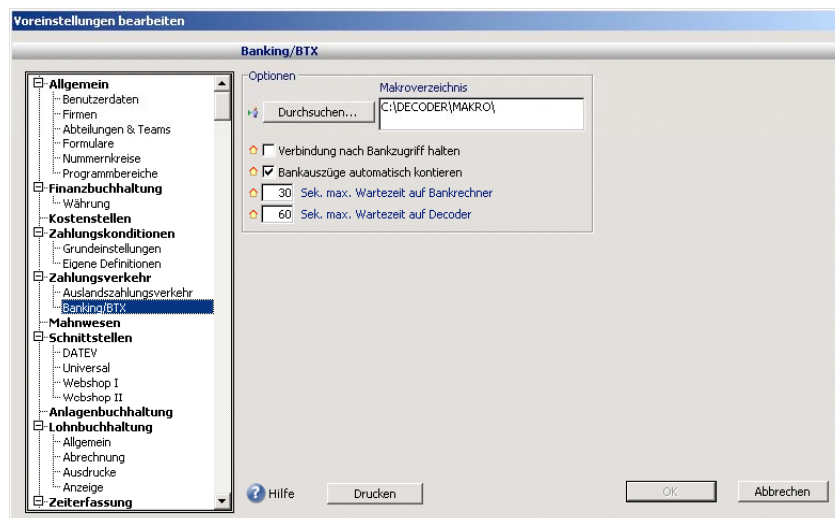 Voreinstellungen bearbeiten
Banking/BTX
Allgemein
Benutzerdaten
Firmen
Abteilungen & Teams
Formulare
Nummernkreise
Programmbereiche
Finanzbuchhaltung
Währung
Kostenstellen
Zahlungskonditionen
Grundeinstellungen
Eigene Definitionen
Zahlungsverkehr
Auslandszahlungsverkehr
Banking/BTX
Mahnwesen
Schnittstellen
DATEV
Universal
Webshop I
Webshop II
Anlagenbuchhaltung
Lohnbuchhaltung
Allgemein
Abrechnung
Ausdrucke
Anzeige
Zeiterfassung
Optionen
Makroverzeichnis
Durchsuchen... C:\DECODER\MAKRO\
Verbindung nach Bankzugriff halten
Bankauszüge automatisch kontieren
30 Sek. max. Wartezeit auf Bankrechner
60 Sek. max. Wartezeit auf Decoder
Hilfe Drucken OK Abbrechen